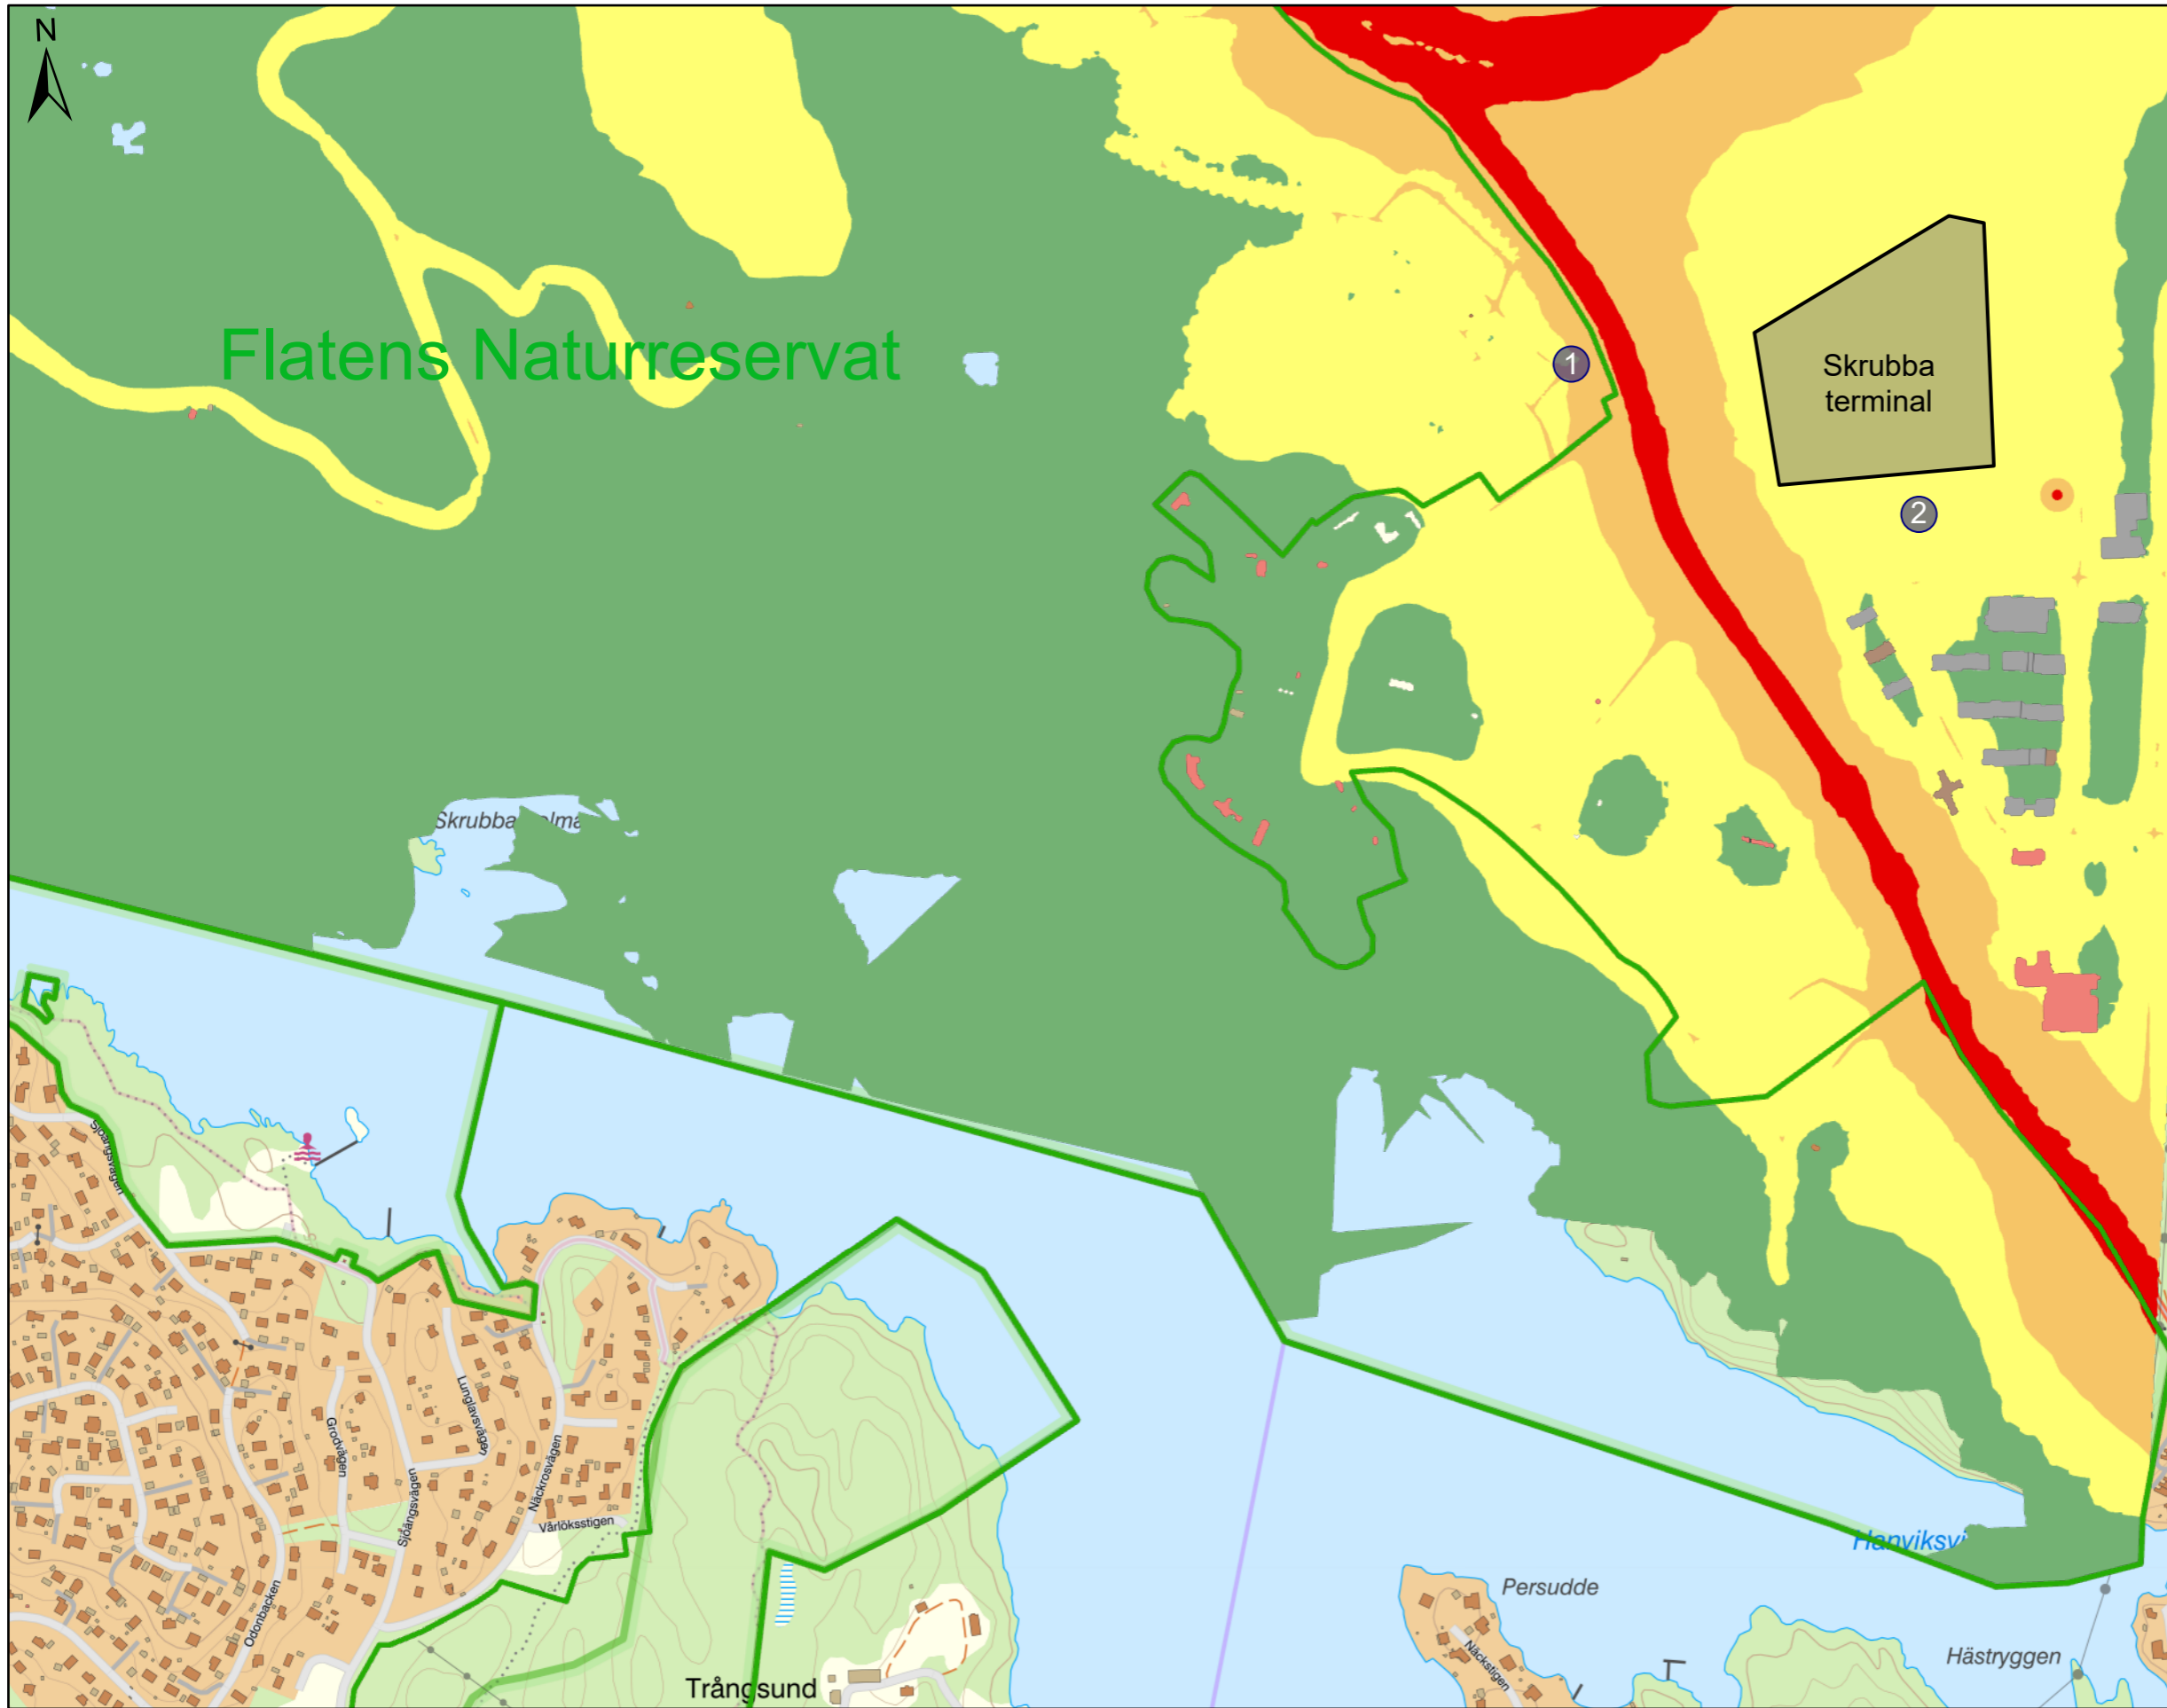 N
Flatens Naturreservat
1
Skrubba
terminal
2
Sjöängsvägen
Lunglavsvägen
Grodvägen
Sjöängsvägen
Näckrosvägen
Vårlöksstigen
Odonbacken
Trångsund
Persudde
Näckstigen
Hästryggen